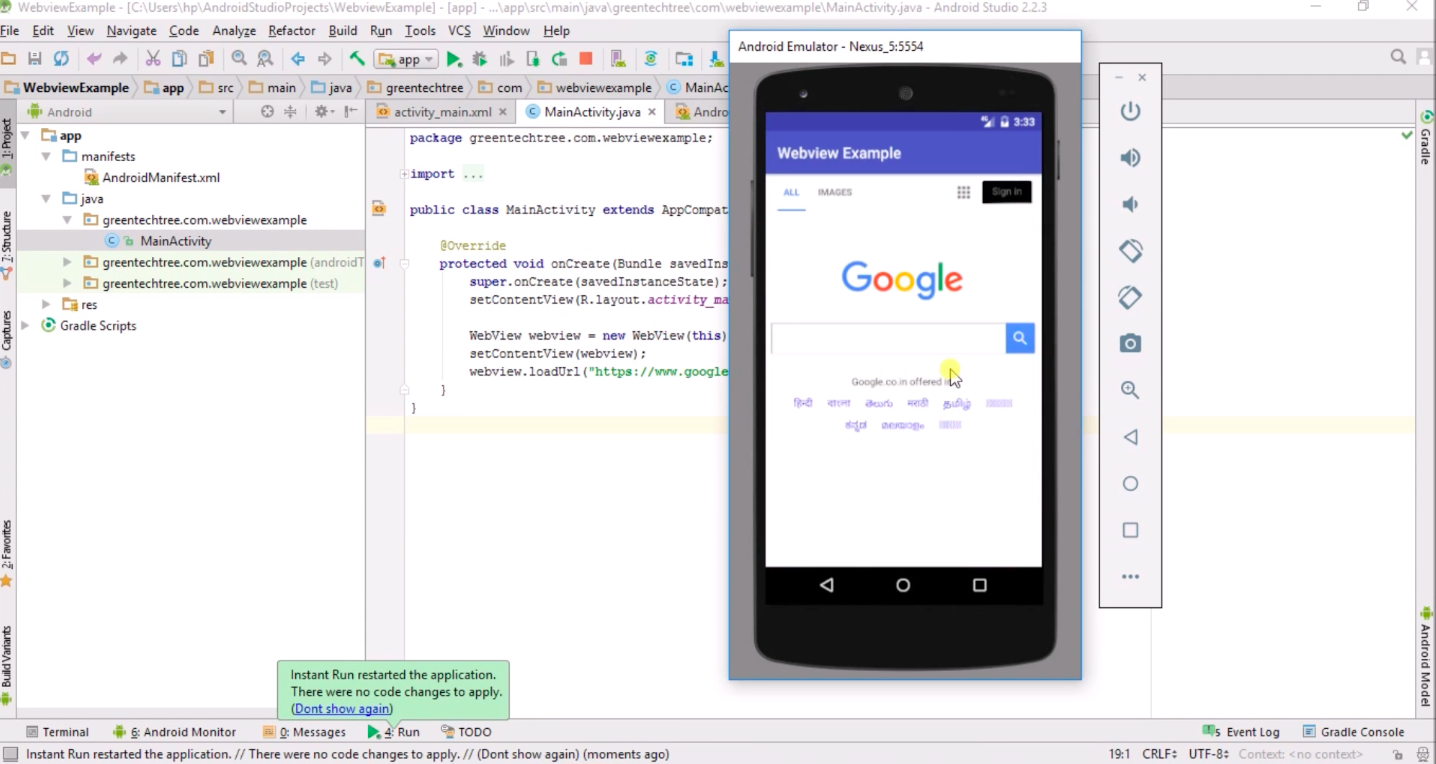 WebviewExample - [C:\Users\hp\AndroidStudioProjects\WebviewExample] - [app] - ...\app\src\main\java\greentechtree\com\webviewexample\MainActivity.java - Android Studio 2.2.3
File Edit View Navigate Code Analyze Refactor Build Run Tools VCS Window Help
app
WebviewExample app src main java greentechtree com webviewexample MainAc
Android
activity_main.xml MainActivity.java Andro
1: Project
7: Structure
Captures
2: Favorites
Build Variants
app
manifests
AndroidManifest.xml
java
greentechtree.com.webviewexample
MainActivity
greentechtree.com.webviewexample (androidT
greentechtree.com.webviewexample (test)
res
Gradle Scripts
package greentechtree.com.webviewexample;
import ...
public class MainActivity extends AppCompat
@Override
protected void onCreate(Bundle savedIns
super.onCreate(savedInstanceState);
setContentView(R.layout.activity_ma
WebView webview = new WebView(this)
setContentView(webview);
webview.loadUrl("https://www.google
}
}
Android Emulator - Nexus_5:5554
3:33
Webview Example
ALL IMAGES Sign in
Google
Google.co.in offered i
हिन्दी বাংলা తెలుగు मराठी தமிழ்
ಕನ್ನಡ മലയാളം
Gradle
Android Model
Instant Run restarted the application.
There were no code changes to apply.
(Dont show again)
Terminal 6: Android Monitor 0: Messages 4: Run TODO
5 Event Log Gradle Console
Instant Run restarted the application. // There were no code changes to apply. // (Dont show again) (moments ago)
19:1 CRLF UTF-8 Context: <no context>